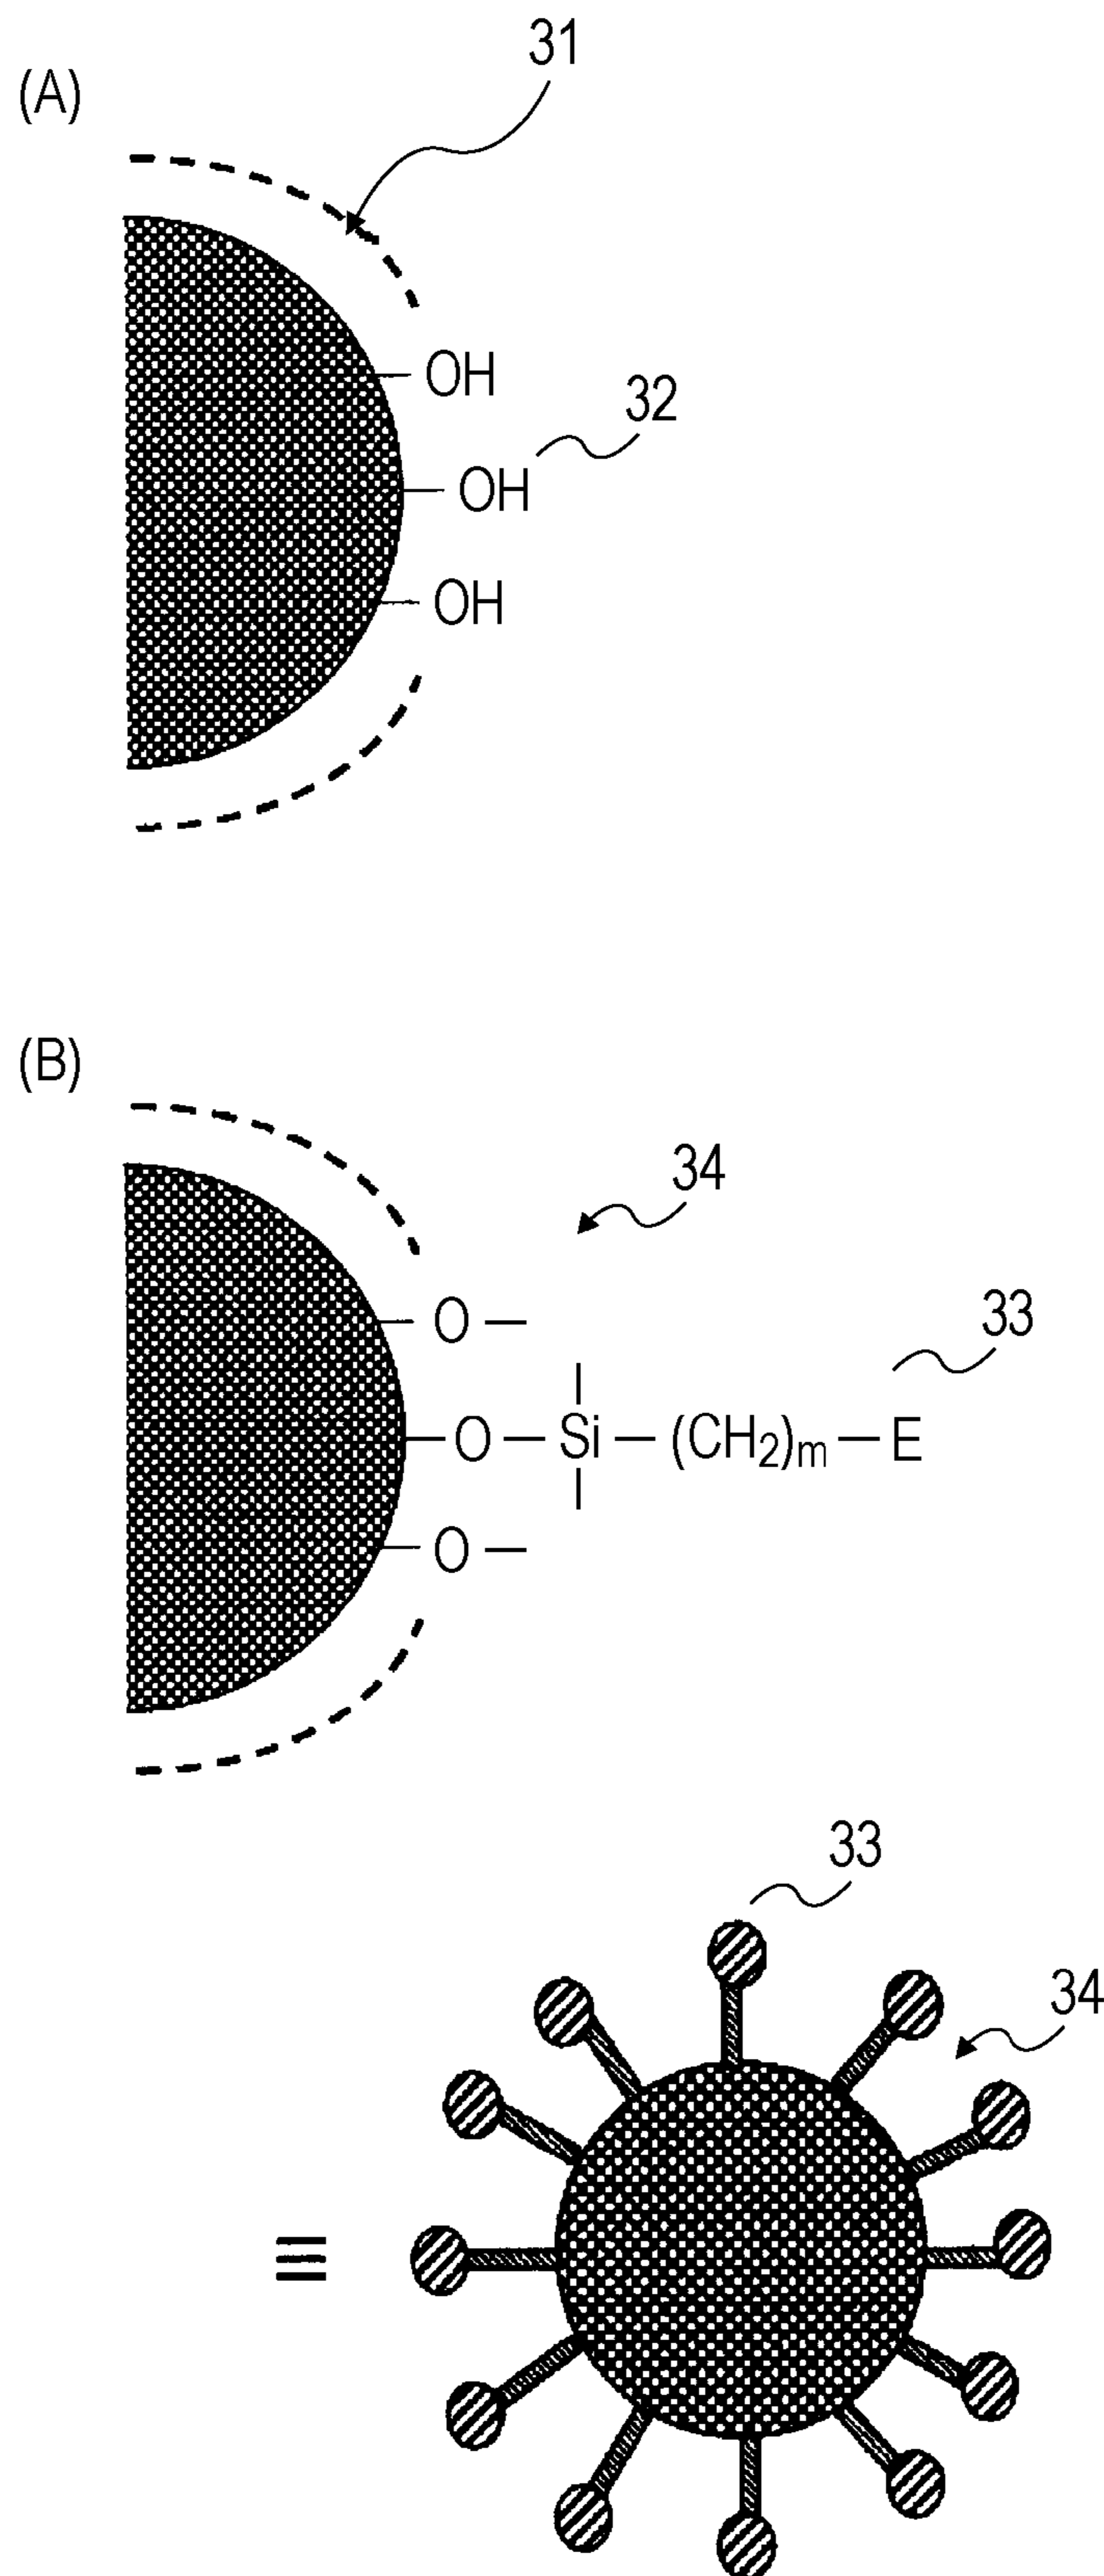 31
(A)
OH
32
OH
OH
(B)
34
33
O —
— O — Si — (CH₂)ₘ — E
O —
33
34
≡